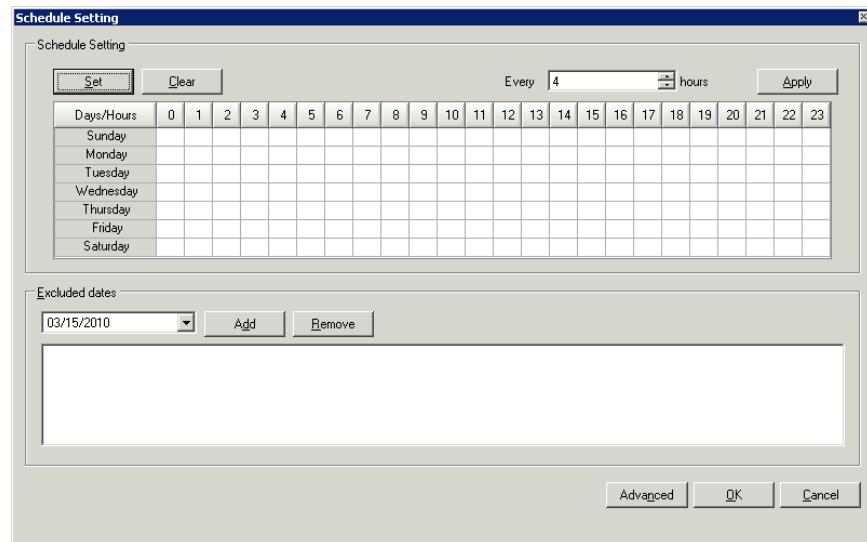 Schedule Setting
Schedule Setting
Set Clear Every 4 hours Apply
Days/Hours 0 1 2 3 4 5 6 7 8 9 10 11 12 13 14 15 16 17 18 19 20 21 22 23
Sunday
Monday
Tuesday
Wednesday
Thursday
Friday
Saturday
Excluded dates
03/15/2010 Add Remove
Advanced OK Cancel